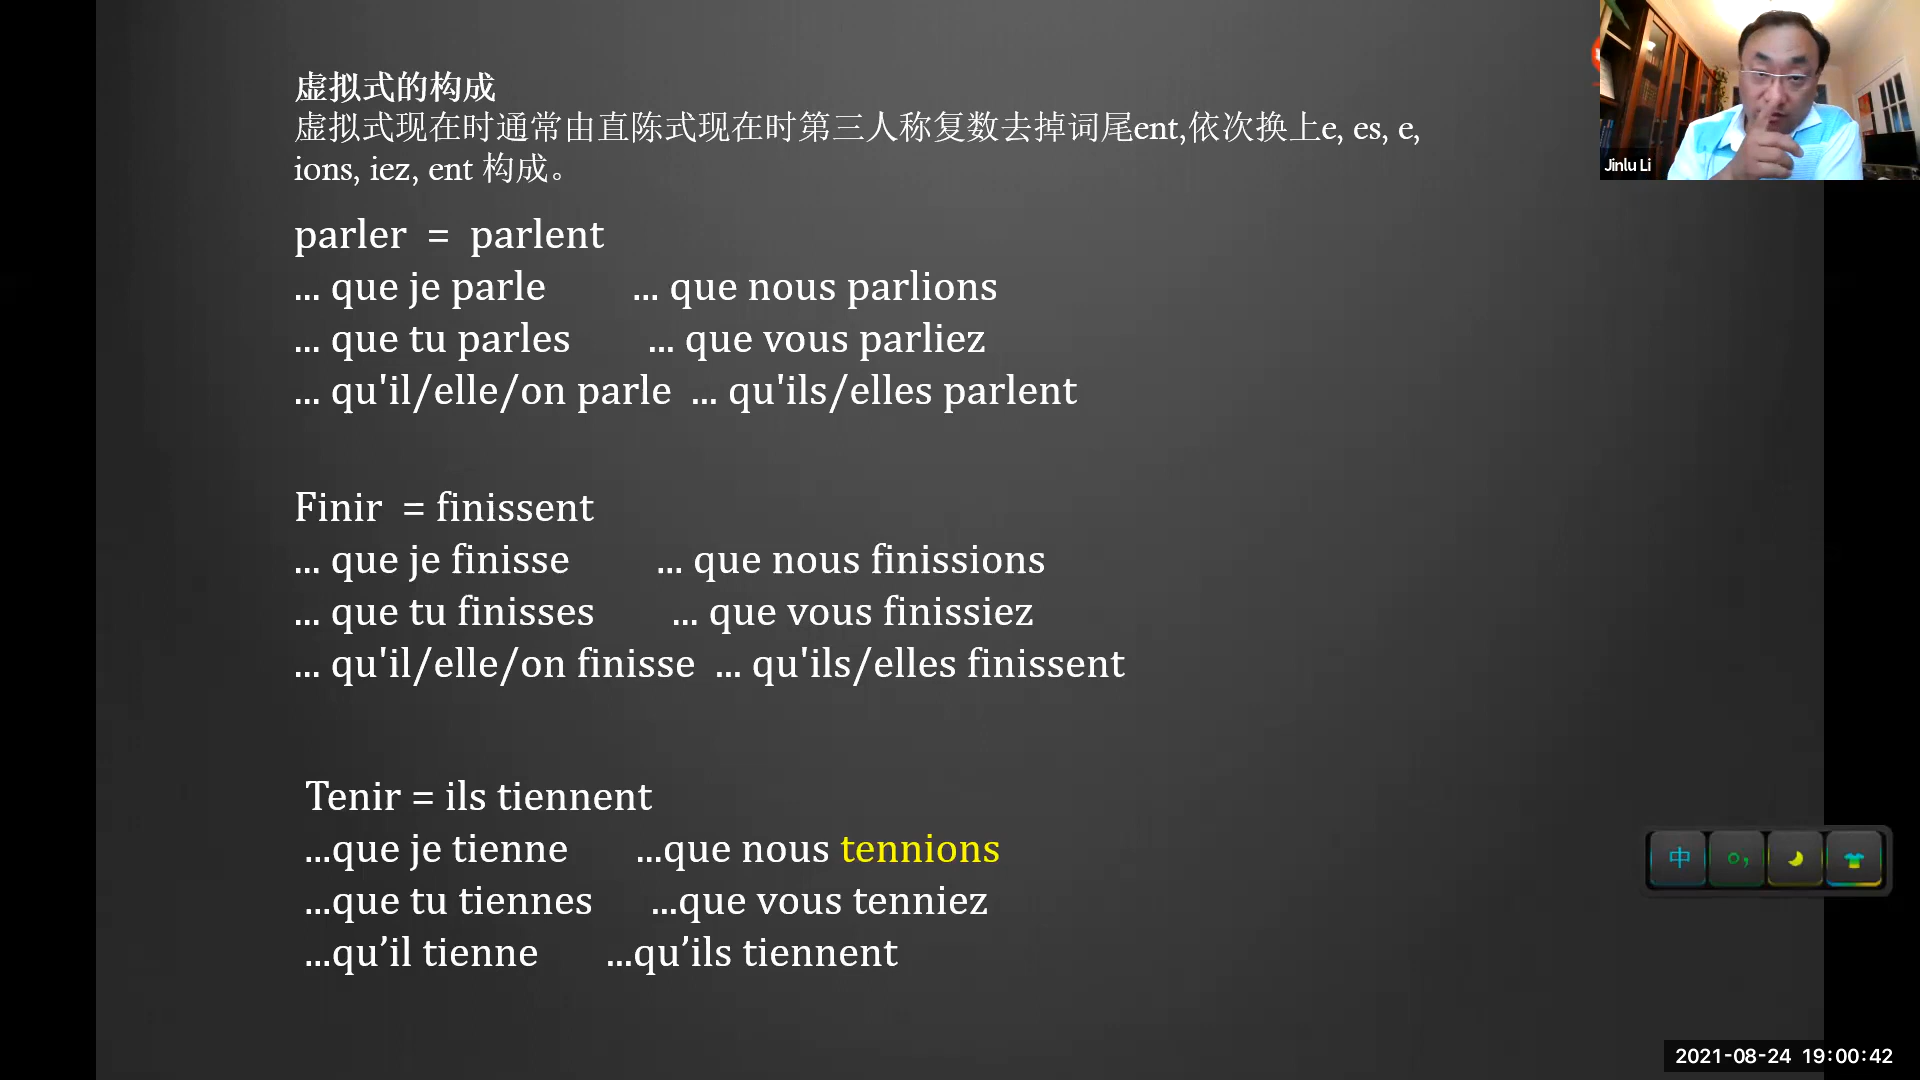 虚拟式的构成
虚拟式现在时通常由直陈式现在时第三人称复数去掉词尾ent,依次换上e, es, e,
ions, iez, ent 构成。
parler = parlent
... que je parle ... que nous parlions
... que tu parles ... que vous parliez
... qu'il/elle/on parle ... qu'ils/elles parlent
Finir = finissent
... que je finisse ... que nous finissions
... que tu finisses ... que vous finissiez
... qu'il/elle/on finisse ... qu'ils/elles finissent
Tenir = ils tiennent
...que je tienne ...que nous tennions
...que tu tiennes ...que vous tenniez
...qu’il tienne ...qu’ils tiennent
Jinlu Li
中
2021-08-24 19:00:42